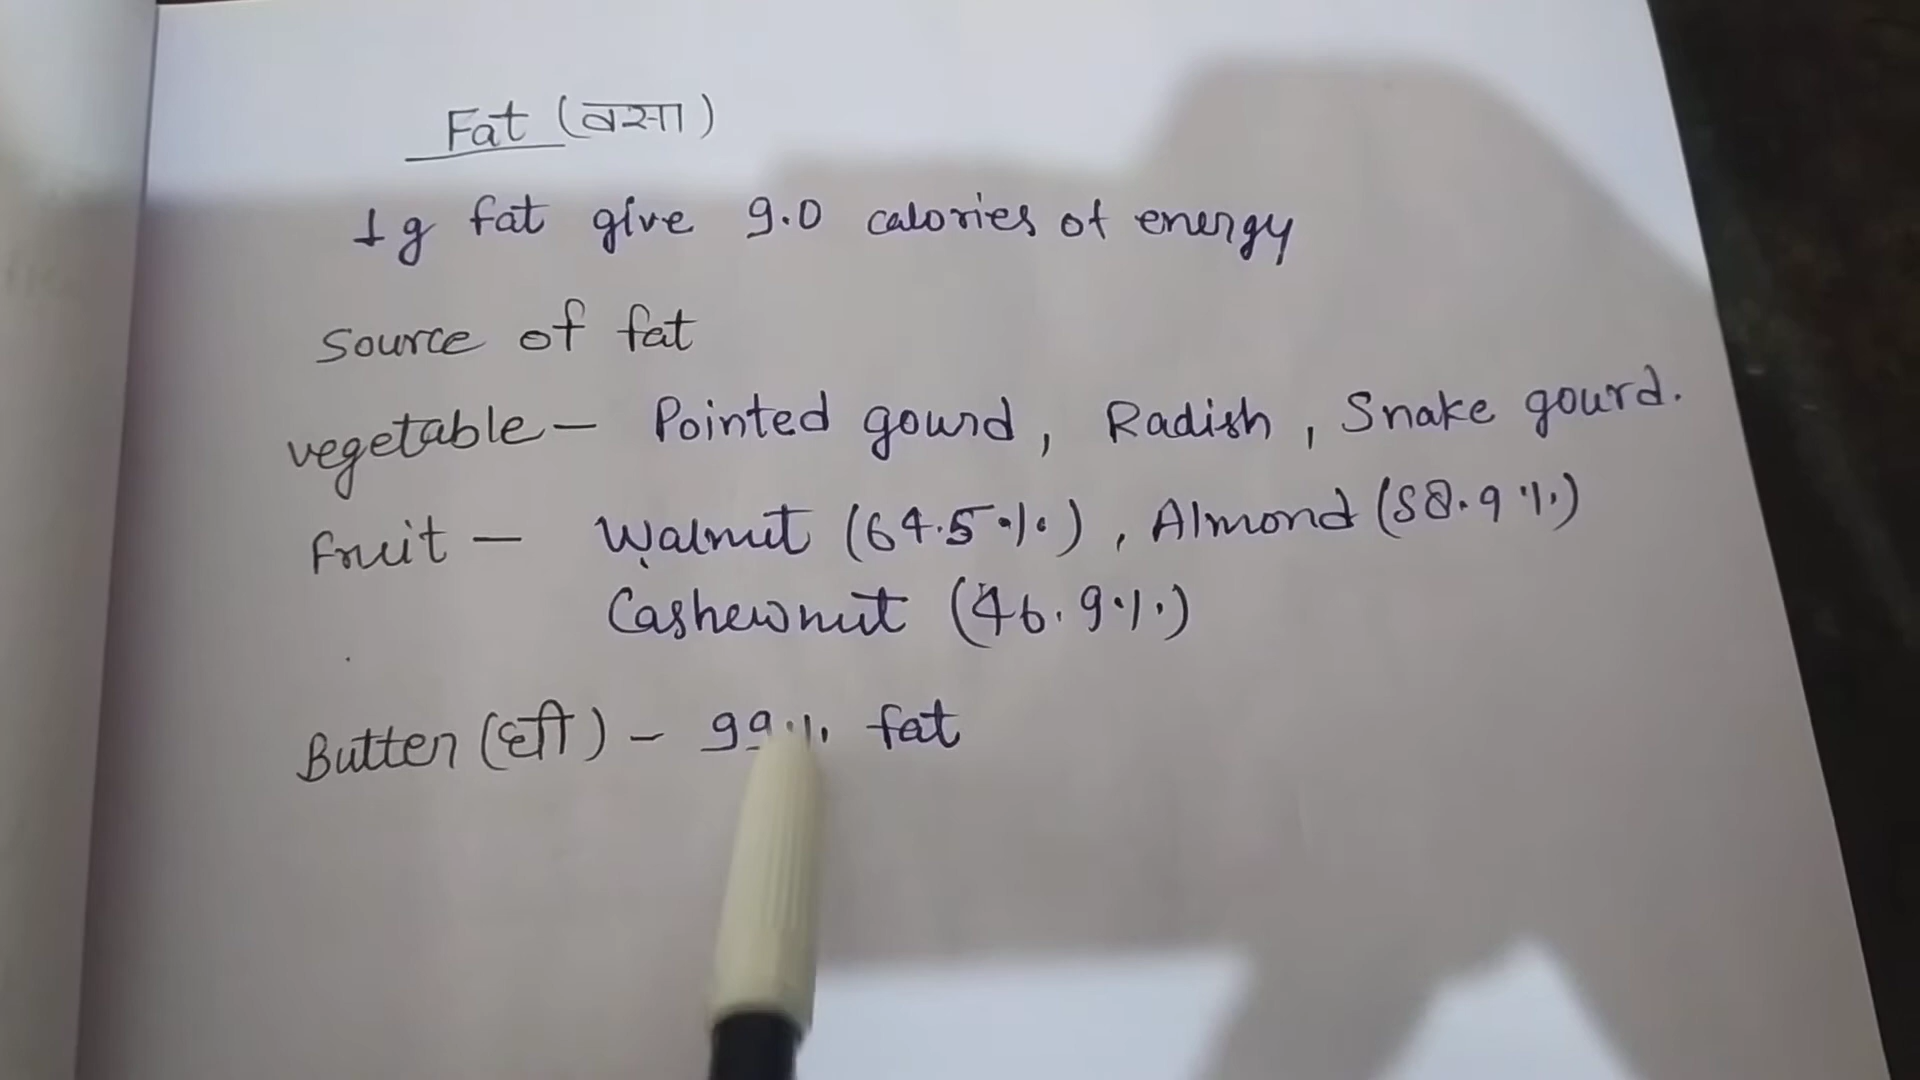 Fat (वसा)
1g fat give 9.0 calories of energy
Source of fat
vegetable – Pointed gourd, Radish, Snake gourd.
fruit – Walnut (64.5%), Almond (58.9%)
Cashewnut (46.9%)
Butter (घी) – 99% fat